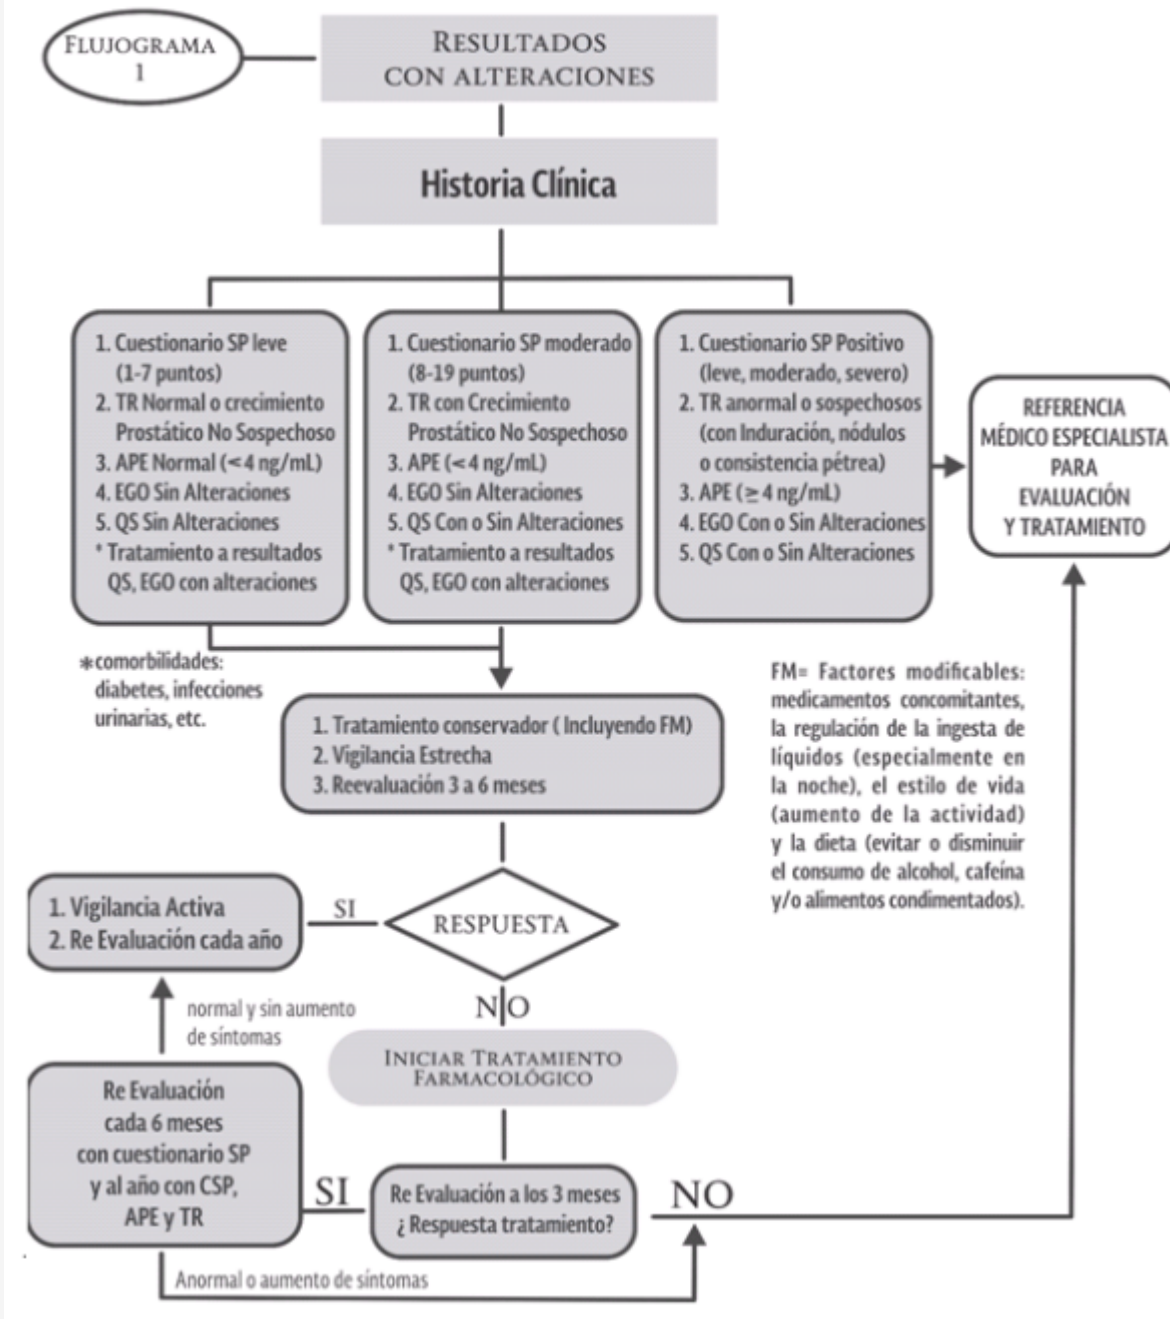 FLUJOGRAMA
1
RESULTADOS
CON ALTERACIONES
Historia Clínica
1. Cuestionario SP leve
(1-7 puntos)
2. TR Normal o crecimiento
Prostático No Sospechoso
3. APE Normal (<4 ng/mL)
4. EGO Sin Alteraciones
5. QS Sin Alteraciones
* Tratamiento a resultados
QS, EGO con alteraciones
1. Cuestionario SP moderado
(8-19 puntos)
2. TR con Crecimiento
Prostático No Sospechoso
3. APE (<4 ng/mL)
4. EGO Sin Alteraciones
5. QS Con o Sin Alteraciones
* Tratamiento a resultados
QS, EGO con alteraciones
1. Cuestionario SP Positivo
(leve, moderado, severo)
2. TR anormal o sospechosos
(con Induración, nódulos
o consistencia pétrea)
3. APE (≥4 ng/mL)
4. EGO Con o Sin Alteraciones
5. QS Con o Sin Alteraciones
REFERENCIA
MÉDICO ESPECIALISTA
PARA
EVALUACIÓN
Y TRATAMIENTO
*comorbilidades:
diabetes, infecciones
urinarias, etc.
1. Tratamiento conservador ( Incluyendo FM)
2. Vigilancia Estrecha
3. Reevaluación 3 a 6 meses
FM= Factores modificables:
medicamentos concomitantes,
la regulación de la ingesta de
líquidos (especialmente en
la noche), el estilo de vida
(aumento de la actividad)
y la dieta (evitar o disminuir
el consumo de alcohol, cafeína
y/o alimentos condimentados).
1. Vigilancia Activa
2. Re Evaluación cada año
SI
RESPUESTA
NO
normal y sin aumento
de síntomas
INICIAR TRATAMIENTO
FARMACOLÓGICO
Re Evaluación
cada 6 meses
con cuestionario SP
y al año con CSP,
APE y TR
SI
Re Evaluación a los 3 meses
¿ Respuesta tratamiento?
NO
Anormal o aumento de síntomas